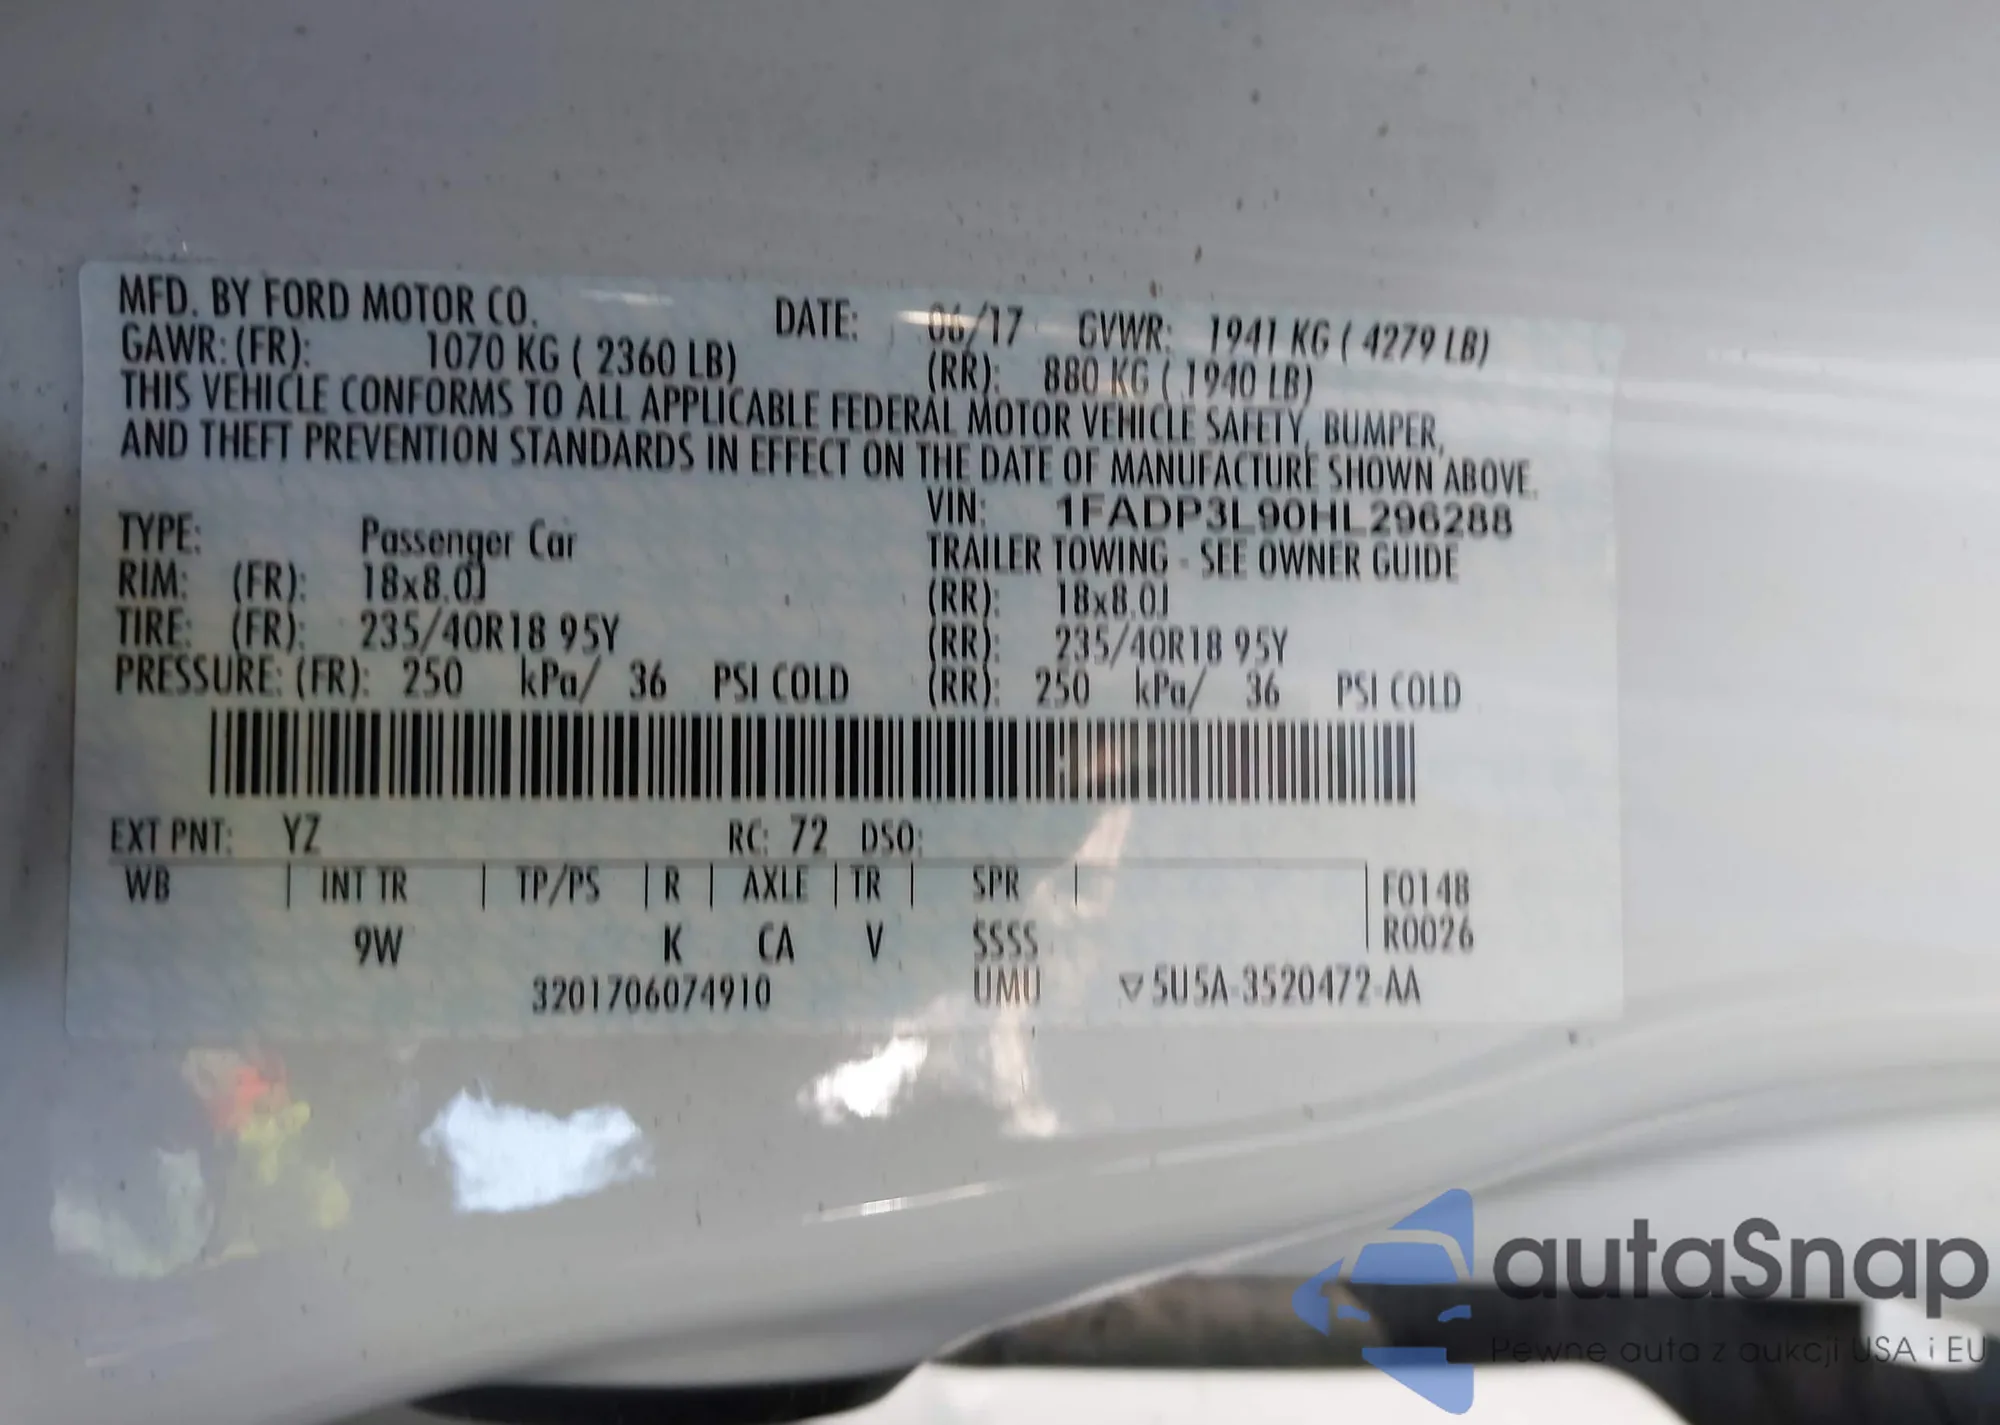 MFD. BY FORD MOTOR CO. DATE: 06/17 GVWR: 1941 KG ( 4279 LB)
GAWR: (FR): 1070 KG ( 2360 LB) (RR): 880 KG ( 1940 LB)
THIS VEHICLE CONFORMS TO ALL APPLICABLE FEDERAL MOTOR VEHICLE SAFETY, BUMPER,
AND THEFT PREVENTION STANDARDS IN EFFECT ON THE DATE OF MANUFACTURE SHOWN ABOVE.
VIN: 1FADP3L90HL296288
TYPE: Passenger Car TRAILER TOWING - SEE OWNER GUIDE
RIM: (FR): 18x8.0J (RR): 18x8.0J
TIRE: (FR): 235/40R18 95Y (RR): 235/40R18 95Y
PRESSURE: (FR): 250 kPa/ 36 PSI COLD (RR): 250 kPa/ 36 PSI COLD
EXT PNT: YZ RC: 72 DSO:
WB | INT TR | TP/PS | R | AXLE | TR | SPR | | F0148
9W K CA V SSSS R0026
3201706074910 UMU ▽5U5A-3520472-AA
autaSnap
Pewne auta z aukcji USA i EU